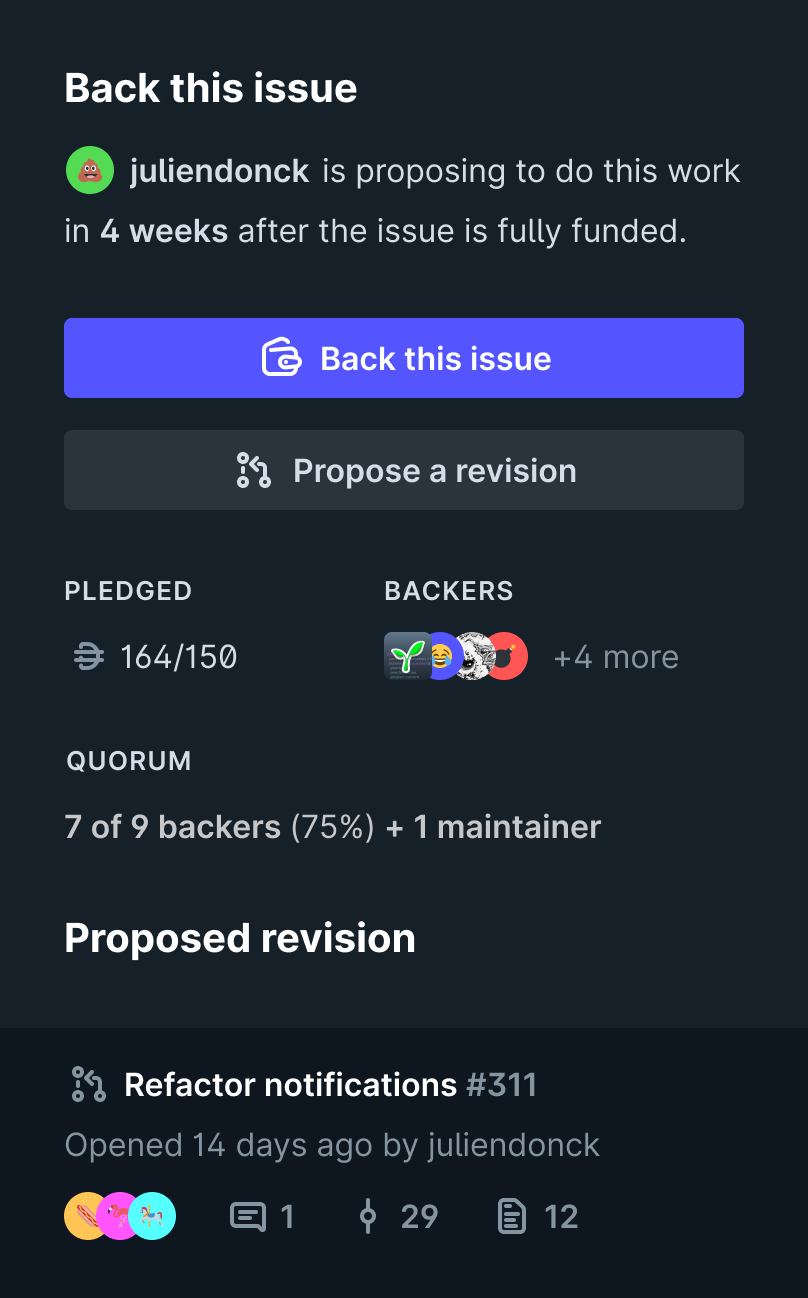 Back this issue
juliendonck is proposing to do this work
in 4 weeks after the issue is fully funded.
Back this issue
Propose a revision
PLEDGED
164/150
BACKERS
+4 more
QUORUM
7 of 9 backers (75%) + 1 maintainer
Proposed revision
Refactor notifications #311
Opened 14 days ago by juliendonck
1 29 12